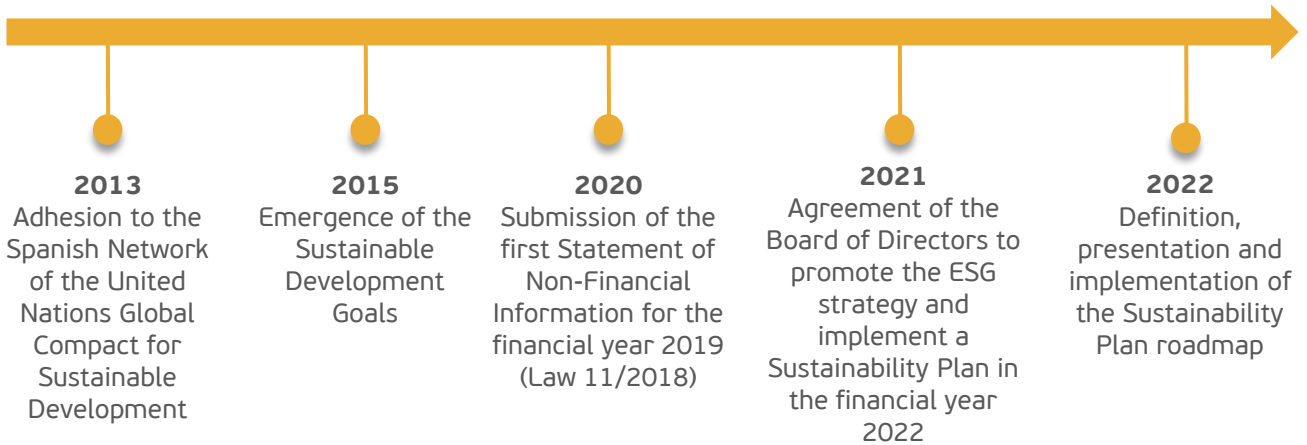 2013
Adhesion to the
Spanish Network
of the United
Nations Global
Compact for
Sustainable
Development
2015
Emergence of the
Sustainable
Development
Goals
2020
Submission of the
first Statement of
Non-Financial
Information for the
financial year 2019
(Law 11/2018)
2021
Agreement of the
Board of Directors to
promote the ESG
strategy and
implement a
Sustainability Plan in
the financial year
2022
2022
Definition,
presentation and
implementation of
the Sustainability
Plan roadmap